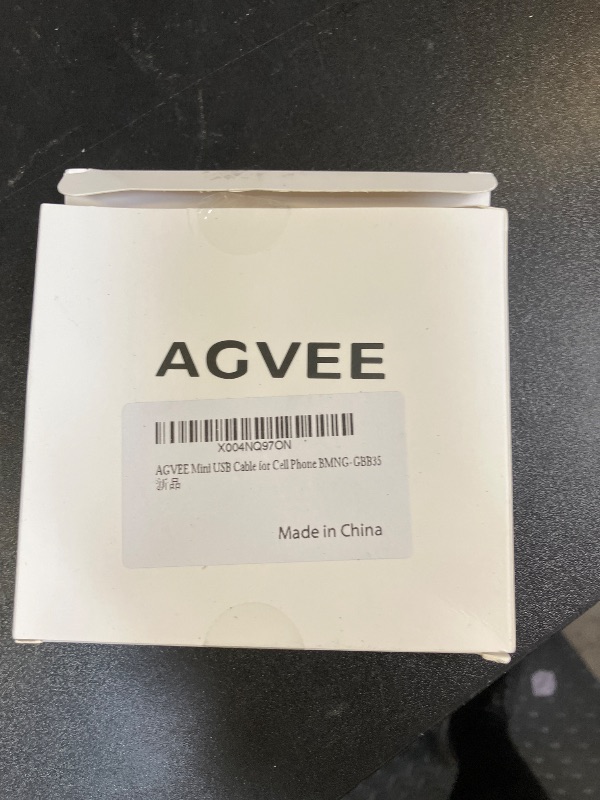 AGVEE
X004NQ97ON
AGVEE Mini USB Cable for Cell Phone BMNG-GBB35
新品
Made in China